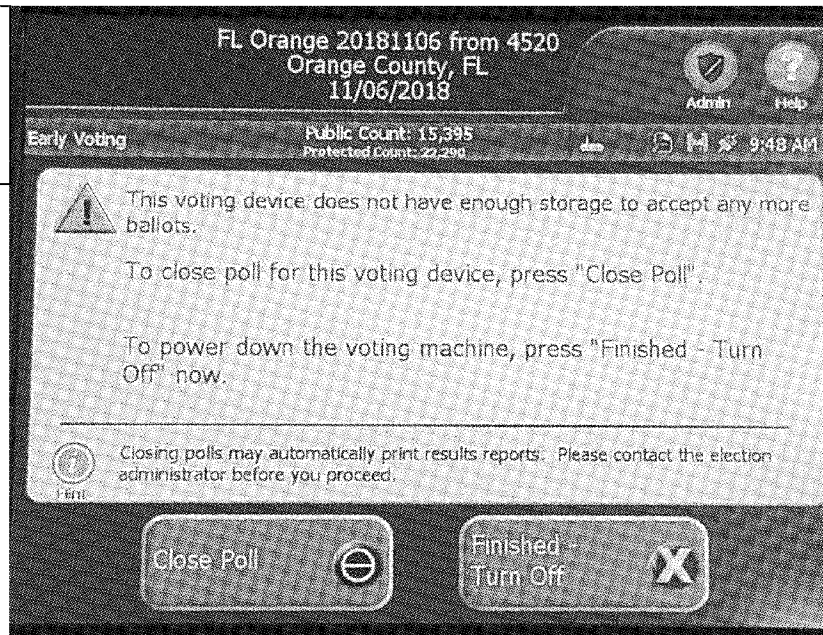 FL Orange 20181106 from 4520
Orange County, FL
11/06/2018
Admin
Help
Early Voting
Public Count: 15,395
Protected Count: 22,290
9:48 AM
This voting device does not have enough storage to accept any more
ballots.
To close poll for this voting device, press "Close Poll".
To power down the voting machine, press "Finished - Turn
Off" now.
Closing polls may automatically print results reports. Please contact the election
administrator before you proceed.
Hint
Close Poll
Finished -
Turn Off